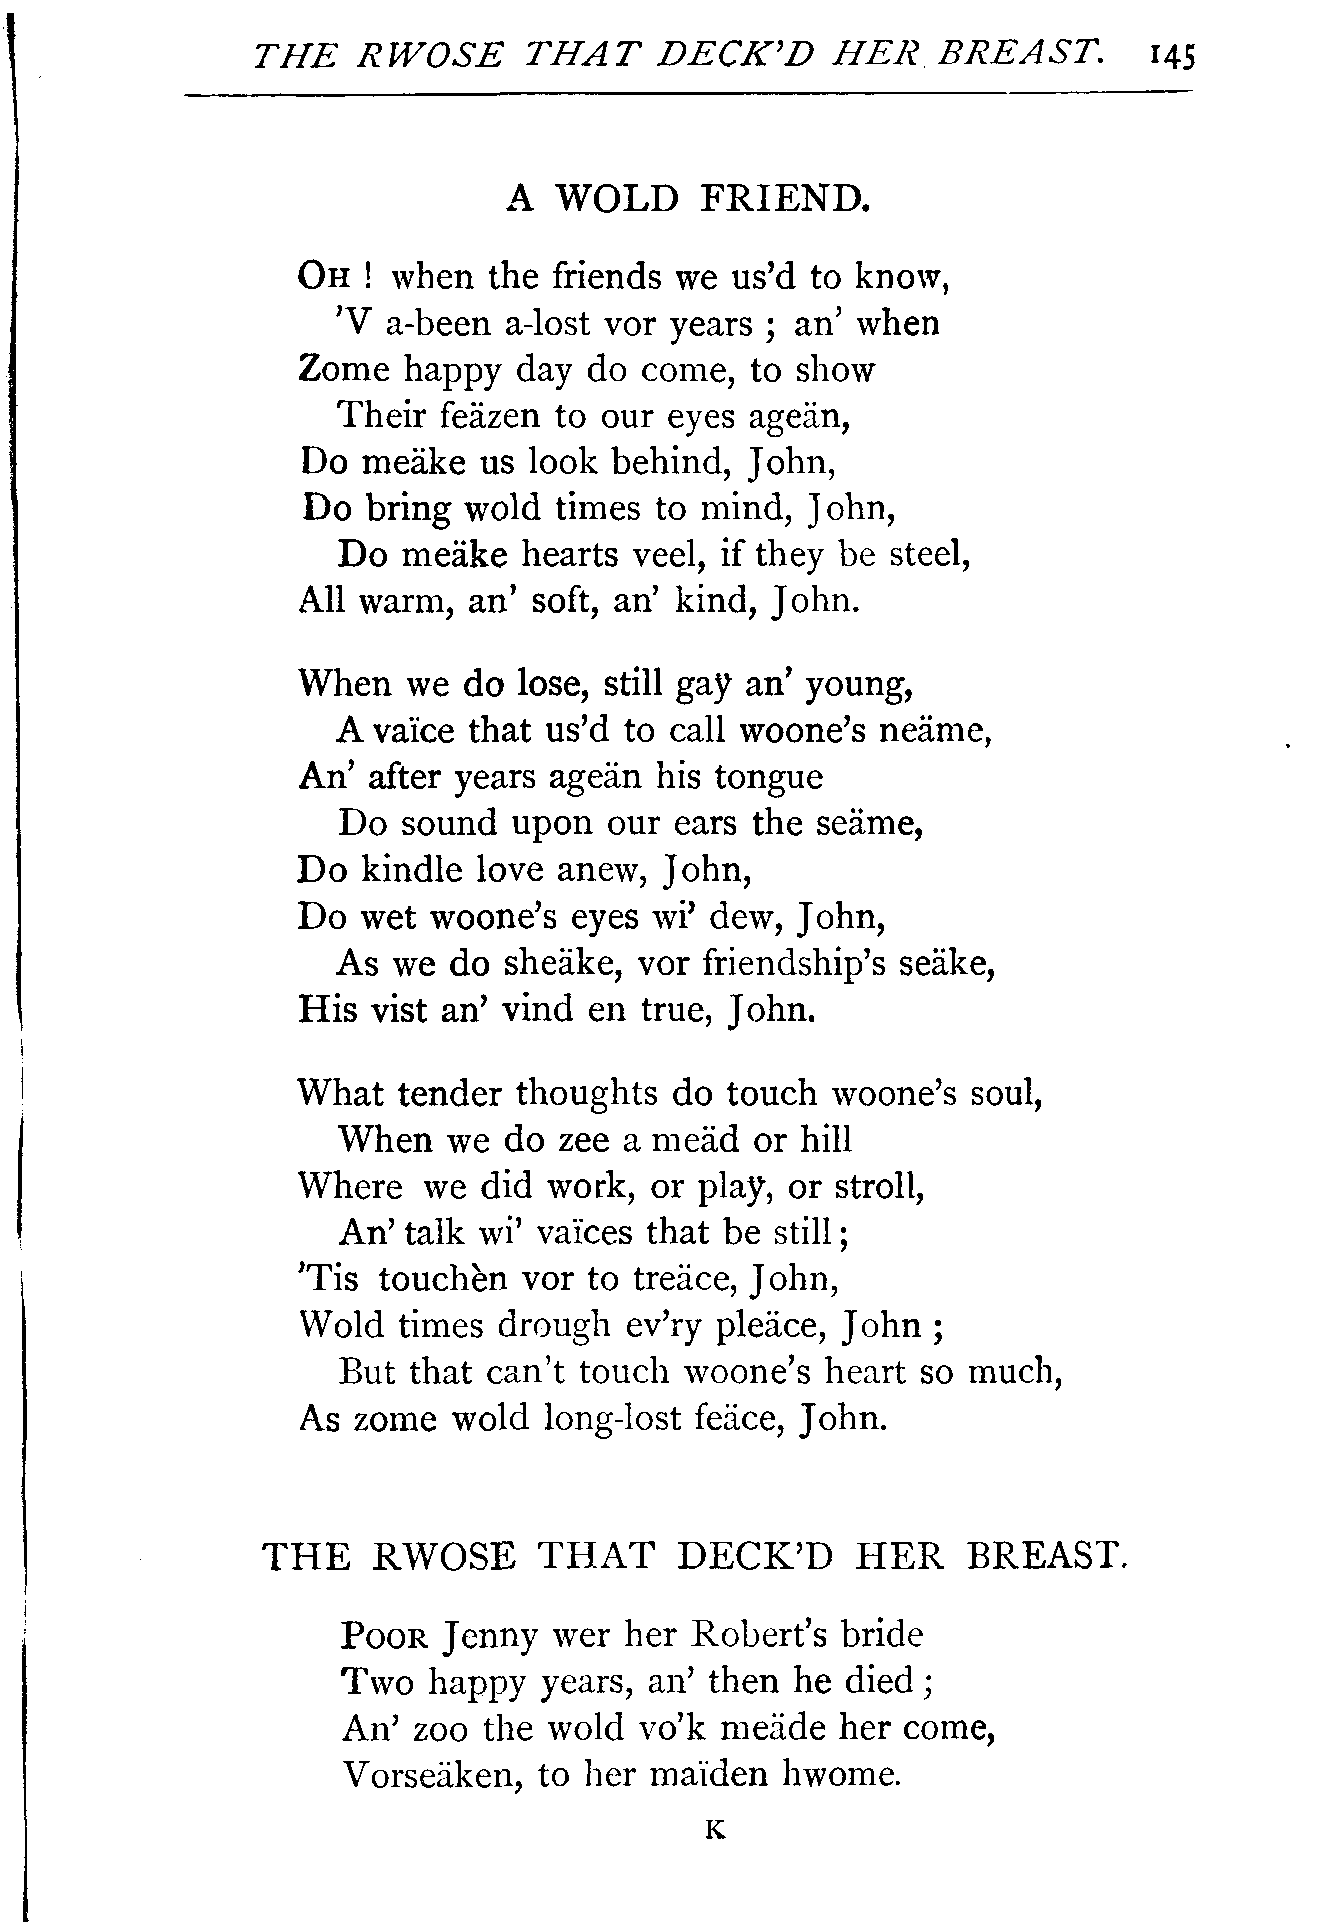 THE RWOSE THAT DECK'D HER BREAST. 145
A WOLD FRIEND.
OH ! when the friends we us'd to know,
'V a-been a-lost vor years ; an' when
Zome happy day do come, to show
Their feäzen to our eyes ageän,
Do meäke us look behind, John,
Do bring wold times to mind, John,
Do meäke hearts veel, if they be steel,
All warm, an' soft, an' kind, John.
When we do lose, still gaÿ an' young,
A vaïce that us'd to call woone's neäme,
An' after years ageän his tongue
Do sound upon our ears the seäme,
Do kindle love anew, John,
Do wet woone's eyes wi' dew, John,
As we do sheäke, vor friendship's seäke,
His vist an' vind en true, John.
What tender thoughts do touch woone's soul,
When we do zee a meäd or hill
Where we did work, or plaÿ, or stroll,
An' talk wi' vaïces that be still ;
'Tis touchèn vor to treäce, John,
Wold times drough ev'ry pleäce, John ;
But that can't touch woone's heart so much,
As zome wold long-lost feäce, John.
THE RWOSE THAT DECK'D HER BREAST.
POOR Jenny wer her Robert's bride
Two happy years, an' then he died ;
An' zoo the wold vo'k meäde her come,
Vorseäken, to her maïden hwome.
K